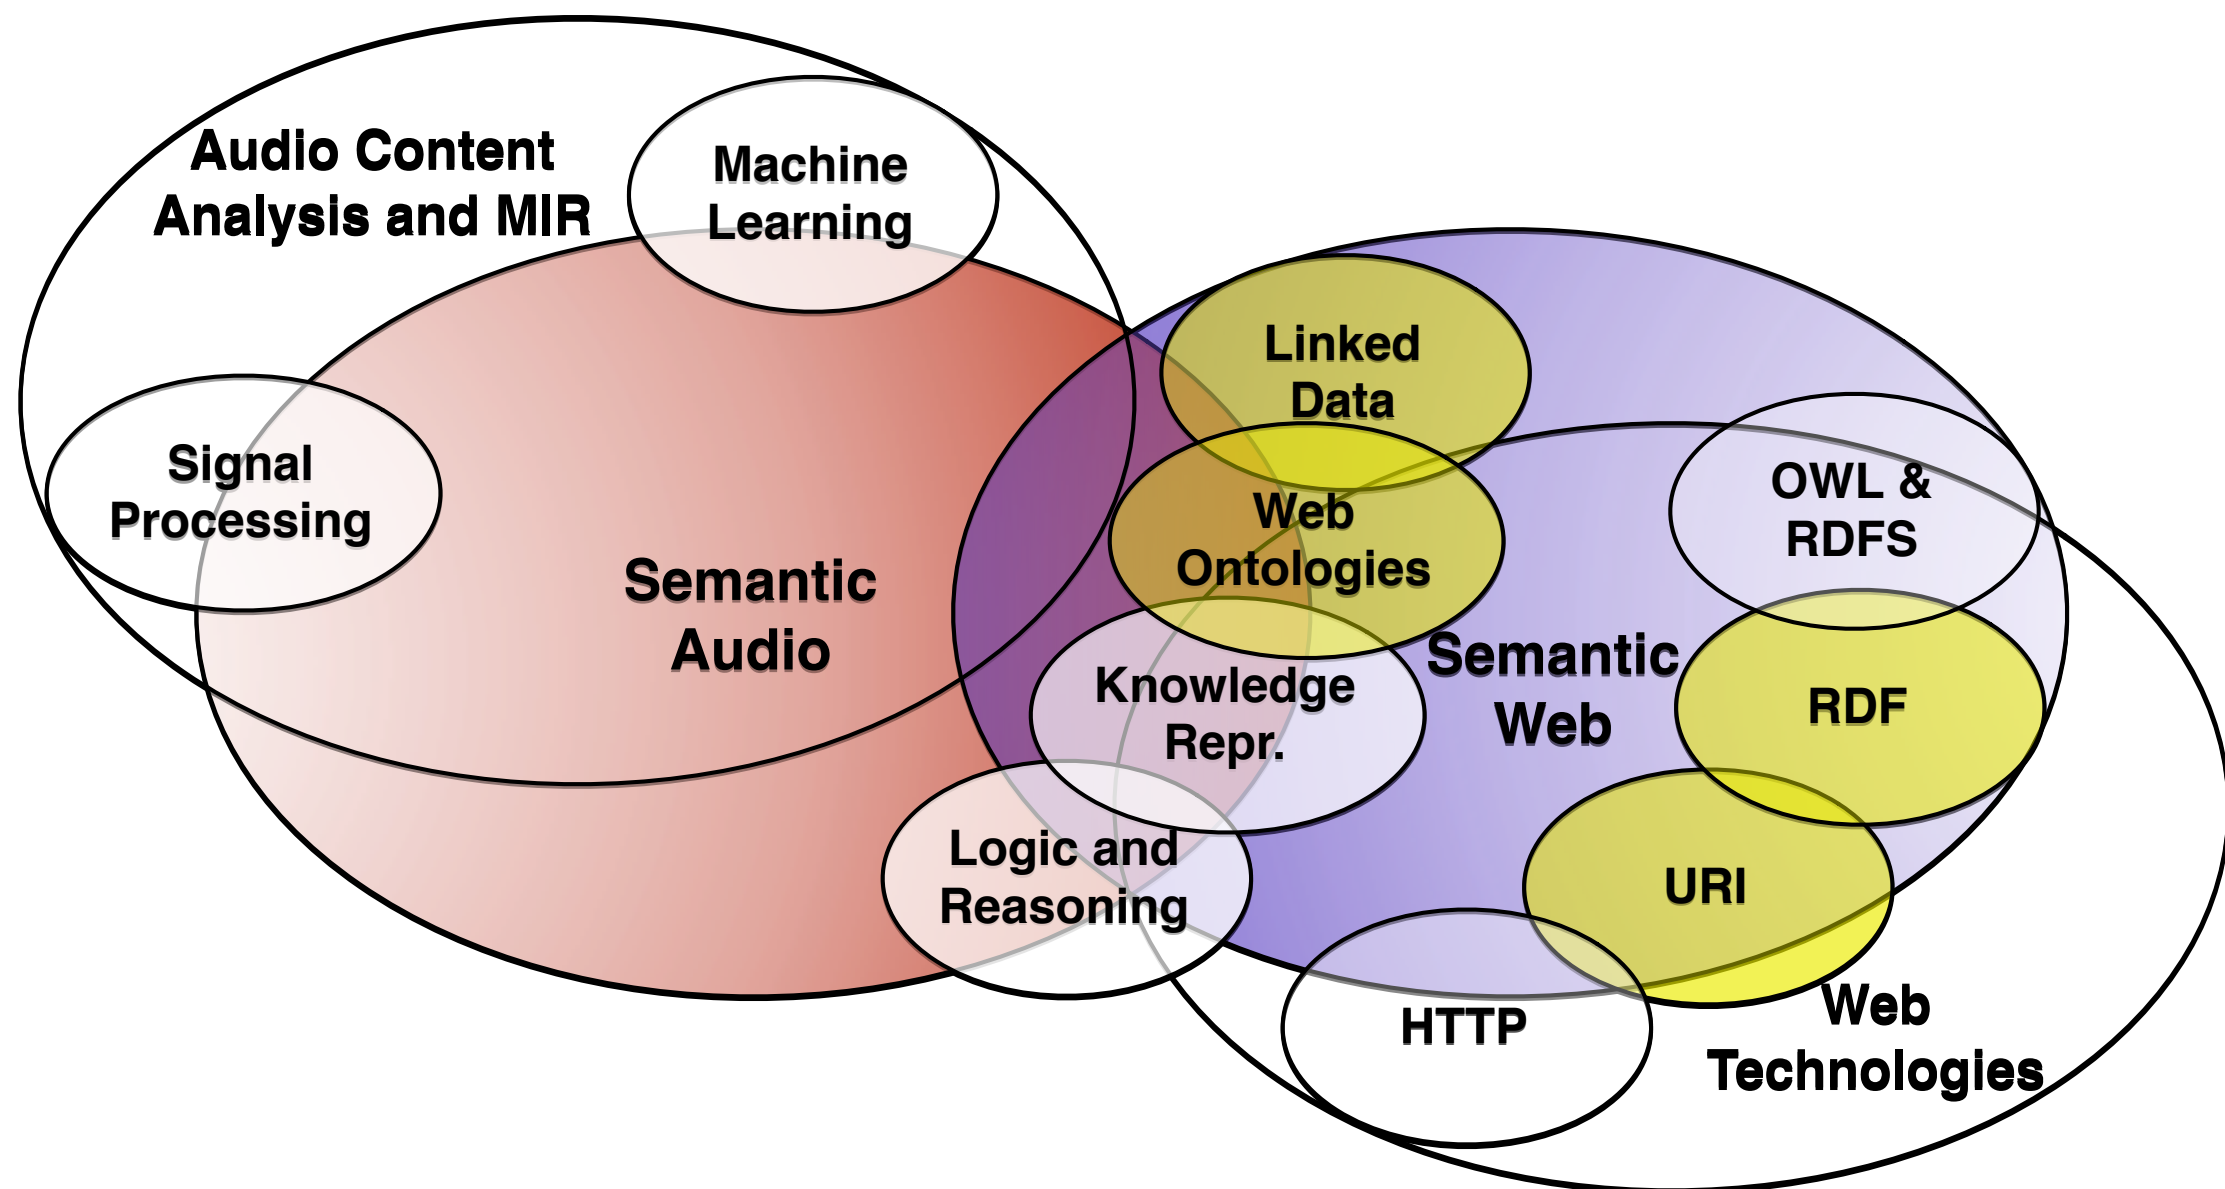 Audio Content
Analysis and MIR
Machine
Learning
Signal
Processing
Semantic
Audio
Linked
Data
Web
Ontologies
Knowledge
Repr.
Logic and
Reasoning
Semantic
Web
OWL &
RDFS
RDF
URI
HTTP
Web
Technologies